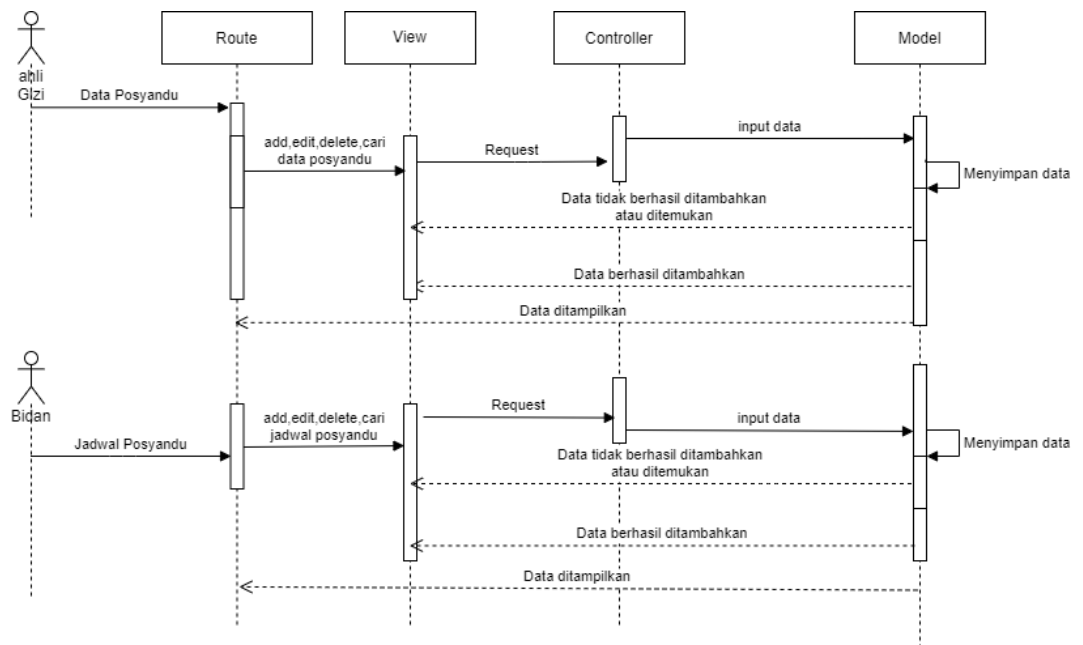 Route
View
Controller
Model
ahli
Gizi
Data Posyandu
add,edit,delete,cari
data posyandu
Request
input data
Menyimpan data
Data tidak berhasil ditambahkan
atau ditemukan
Data berhasil ditambahkan
Data ditampilkan
Bidan
Jadwal Posyandu
add,edit,delete,cari
jadwal posyandu
Request
input data
Menyimpan data
Data tidak berhasil ditambahkan
atau ditemukan
Data berhasil ditambahkan
Data ditampilkan